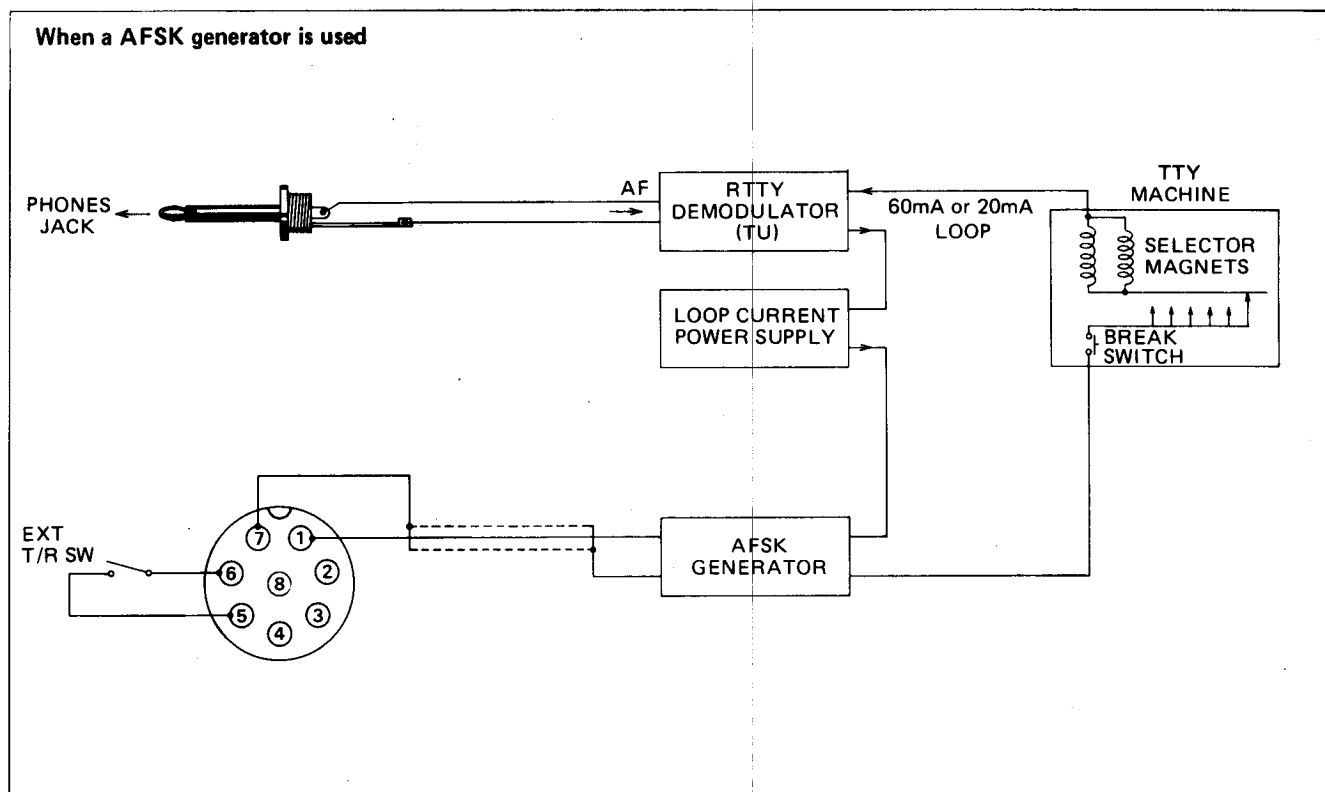 When a AFSK generator is used
PHONES
JACK
AF
RTTY
DEMODULATOR
(TU)
60mA or 20mA
LOOP
TTY
MACHINE
SELECTOR
MAGNETS
BREAK
SWITCH
LOOP CURRENT
POWER SUPPLY
AFSK
GENERATOR
EXT
T/R SW
7
1
6
8
2
5
4
3